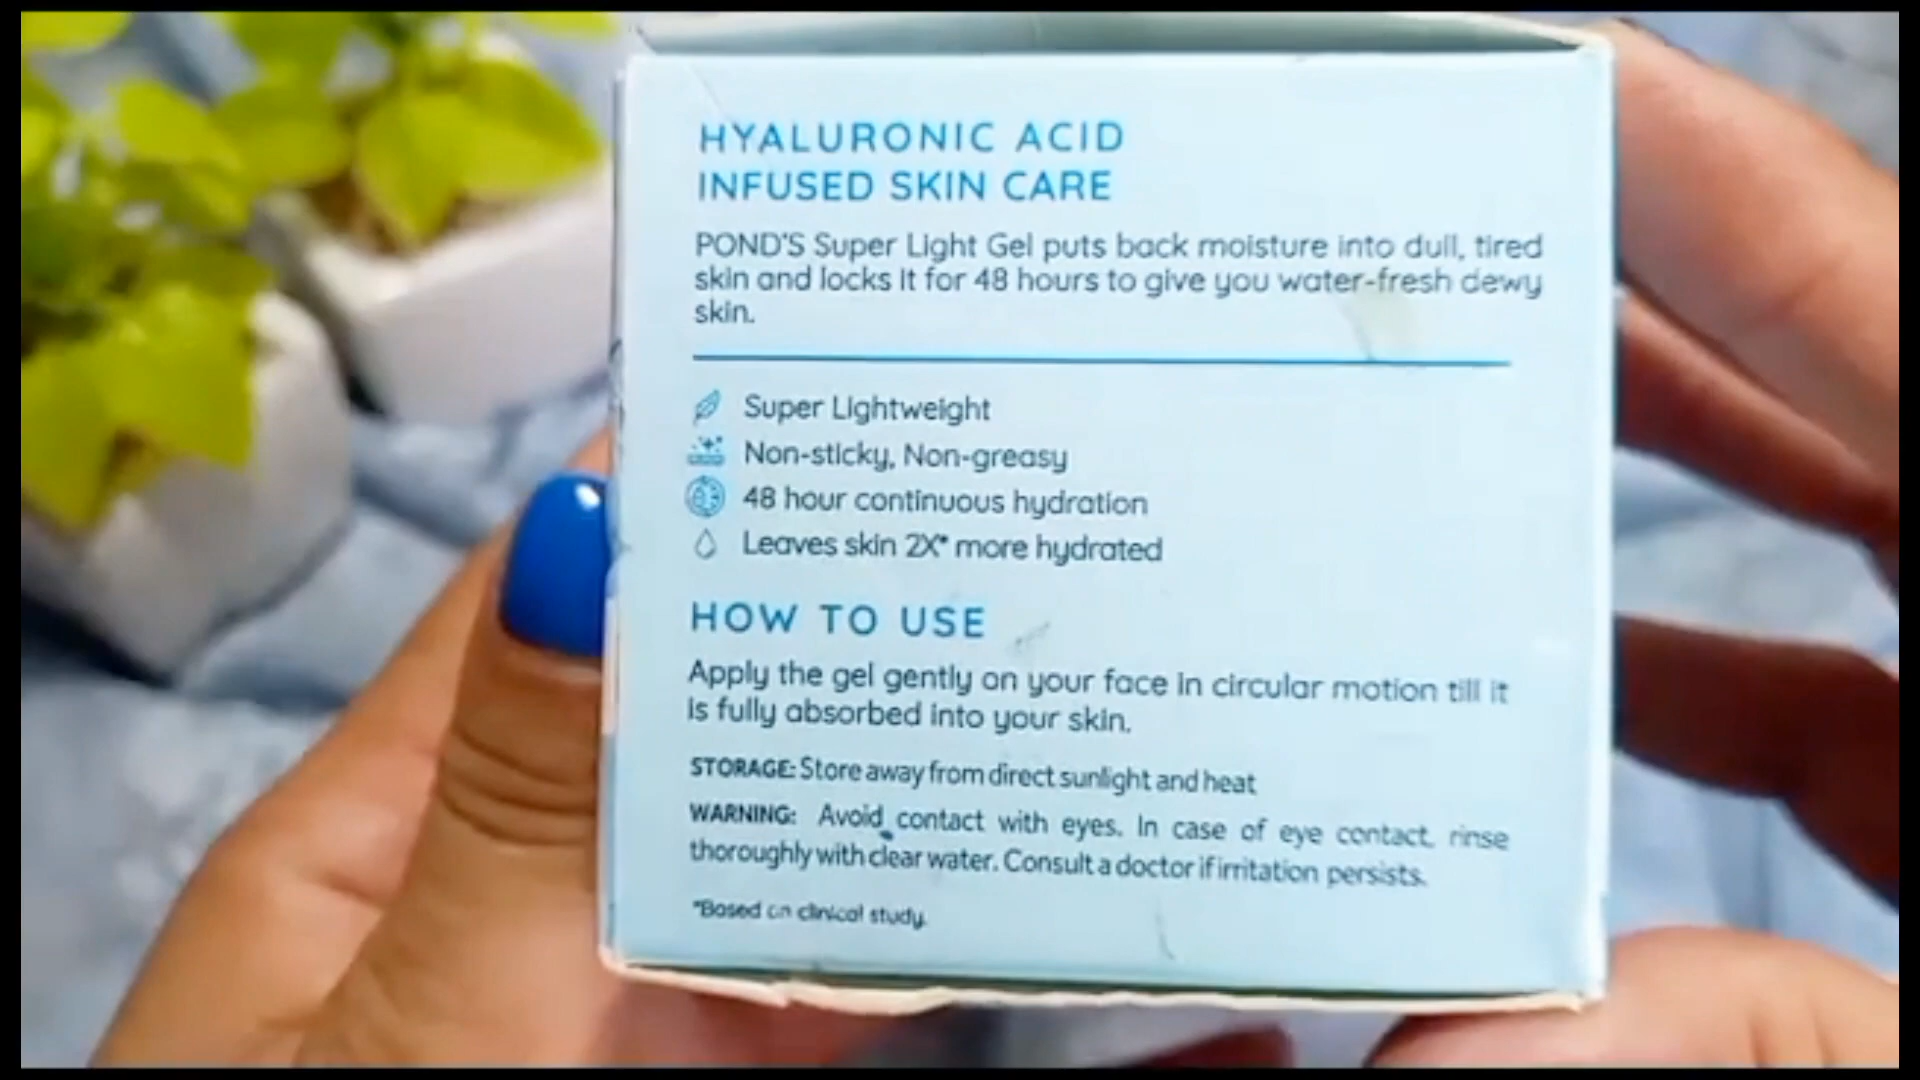 HYALURONIC ACID
INFUSED SKIN CARE
POND'S Super Light Gel puts back moisture into dull, tired
skin and locks it for 48 hours to give you water-fresh dewy
skin.
Super Lightweight
Non-sticky, Non-greasy
48 hour continuous hydration
Leaves skin 2X* more hydrated
HOW TO USE
Apply the gel gently on your face in circular motion till it
is fully absorbed into your skin.
STORAGE: Store away from direct sunlight and heat
WARNING: Avoid contact with eyes. In case of eye contact, rinse
thoroughly with clear water. Consult a doctor if irritation persists.
*Based on clinical study.